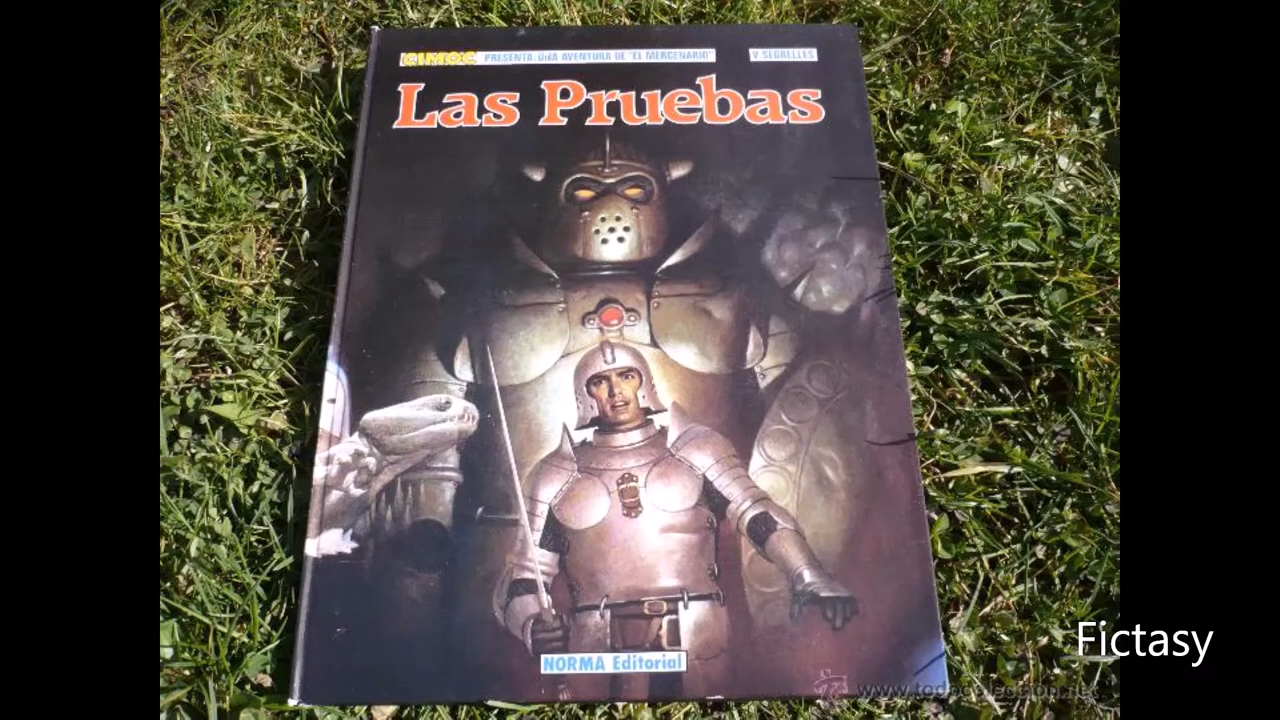 CIMOC PRESENTA: UNA AVENTURA DE "EL MERCENARIO" V. SEGRELLES
Las Pruebas
NORMA Editorial
Fictasy
www.todocoleccion.net